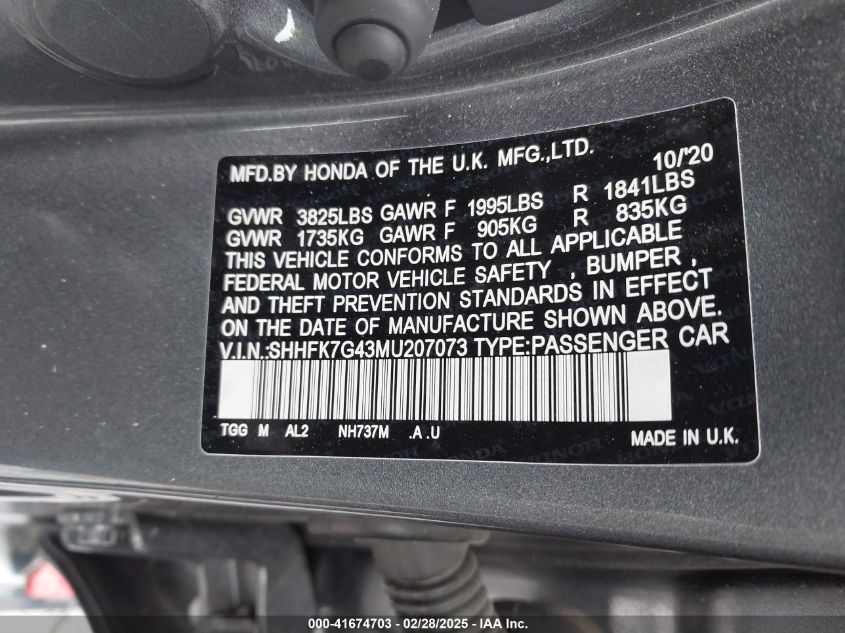 MFD.BY HONDA OF THE U.K. MFG.,LTD. 10/'20
GVWR 3825LBS GAWR F 1995LBS R 1841LBS
GVWR 1735KG GAWR F 905KG R 835KG
THIS VEHICLE CONFORMS TO ALL APPLICABLE
FEDERAL MOTOR VEHICLE SAFETY , BUMPER ,
AND THEFT PREVENTION STANDARDS IN EFFECT
ON THE DATE OF MANUFACTURE SHOWN ABOVE.
V.I.N.:SHHFK7G43MU207073 TYPE:PASSENGER CAR
TGG M AL2 NH737M .A .U MADE IN U.K.
000-41674703 / 02/28/2025 - IAA Inc.